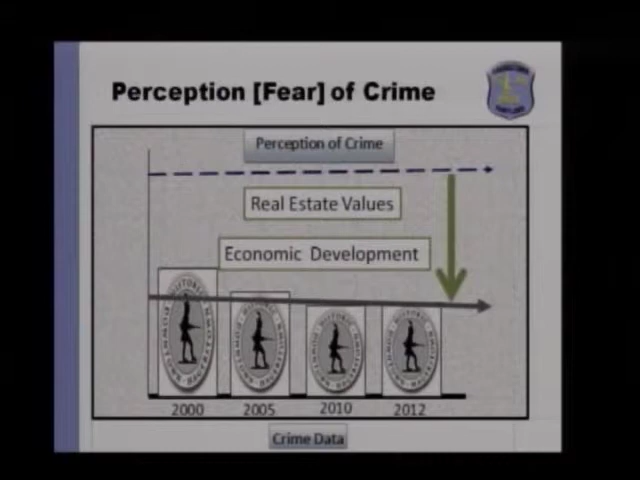 Perception [Fear] of Crime
Perception of Crime
Real Estate Values
Economic Development
2000
2005
2010
2012
Crime Data